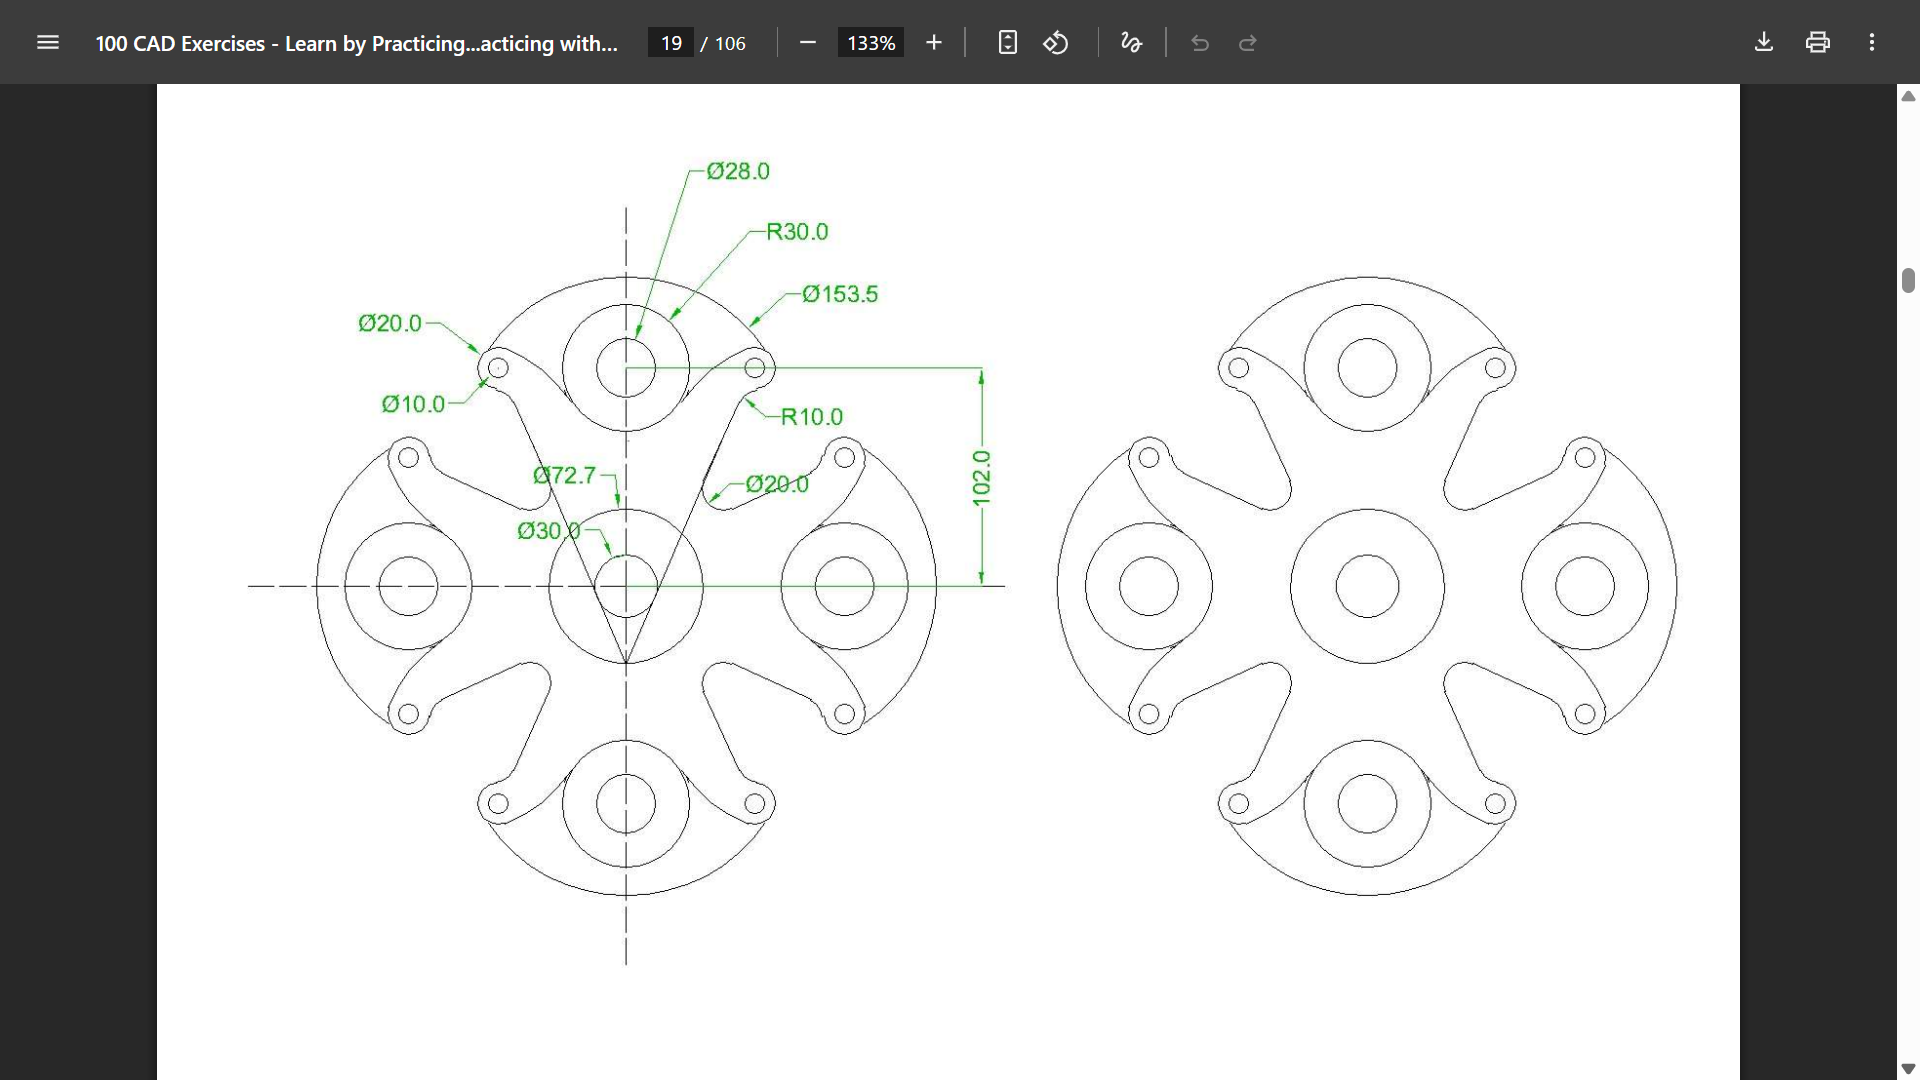 100 CAD Exercises - Learn by Practicing...acticing with...
19 / 106
133%
Ø28.0
R30.0
Ø153.5
Ø20.0
Ø10.0
R10.0
Ø72.7
Ø20.0
102.0
Ø30.0